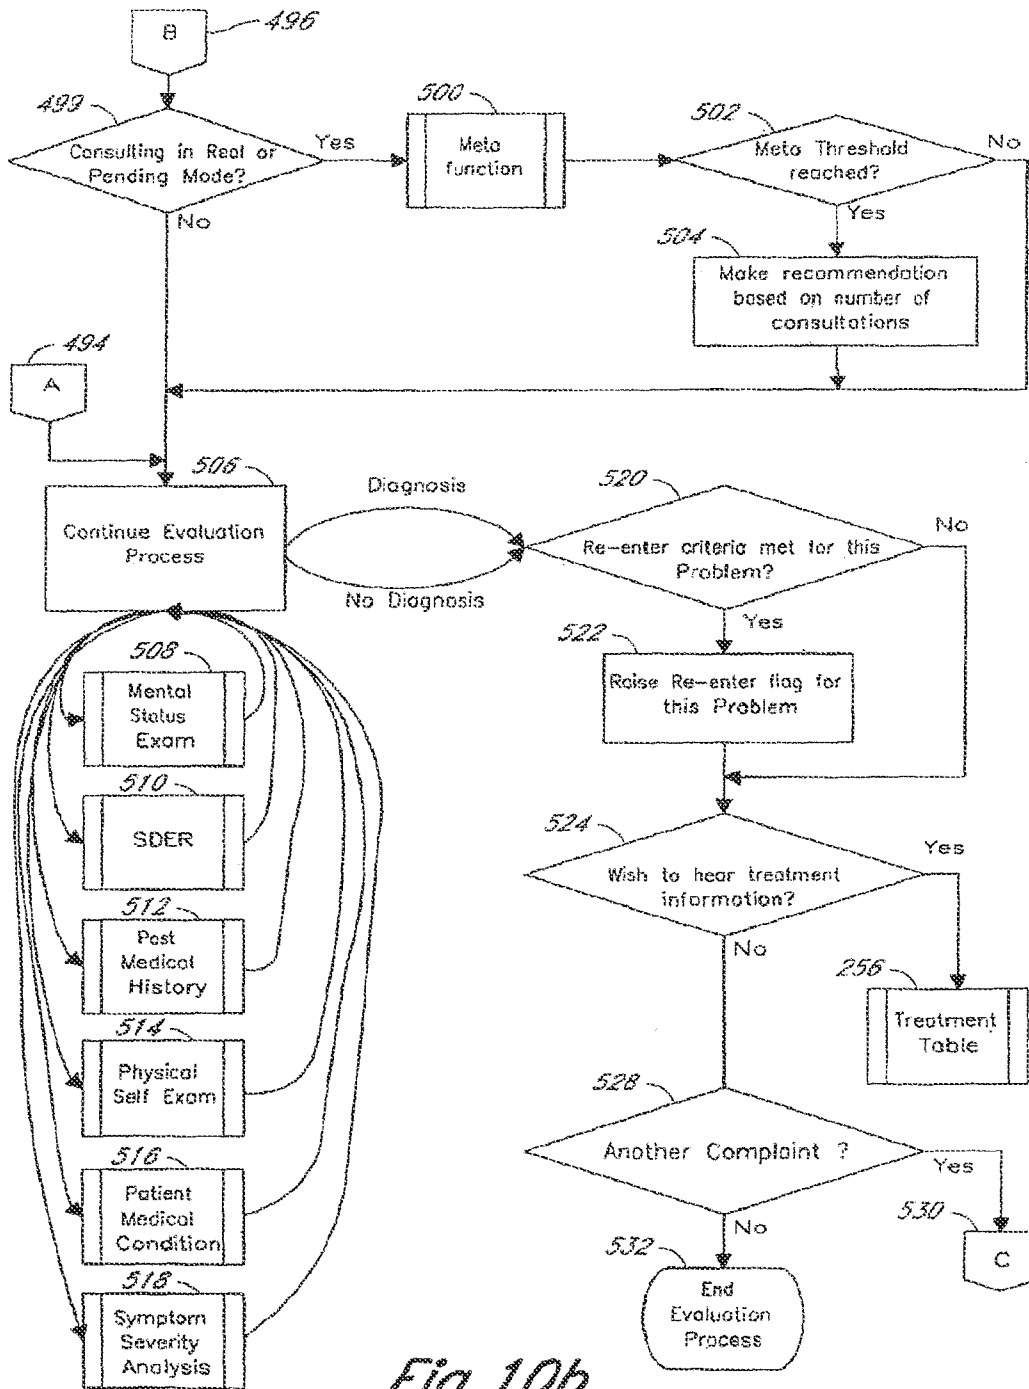 B
496
499
Consulting in Real or
Pending Mode?
Yes
No
500
Meta
function
502
Meta Threshold
reached?
No
Yes
504
Make recommendation
based on number of
consultations
494
A
506
Continue Evaluation
Process
Diagnosis
No Diagnosis
520
Re-enter criteria met for this
Problem?
No
Yes
522
Raise Re-enter flag for
this Problem
508
Mental
Status
Exam
510
SDER
512
Past
Medical
History
514
Physical
Self Exam
516
Patient
Medical
Condition
518
Symptom
Severity
Analysis
524
Wish to hear treatment
information?
Yes
No
256
Treatment
Table
528
Another Complaint ?
Yes
No
530
C
532
End
Evaluation
Process
Fig. 10b